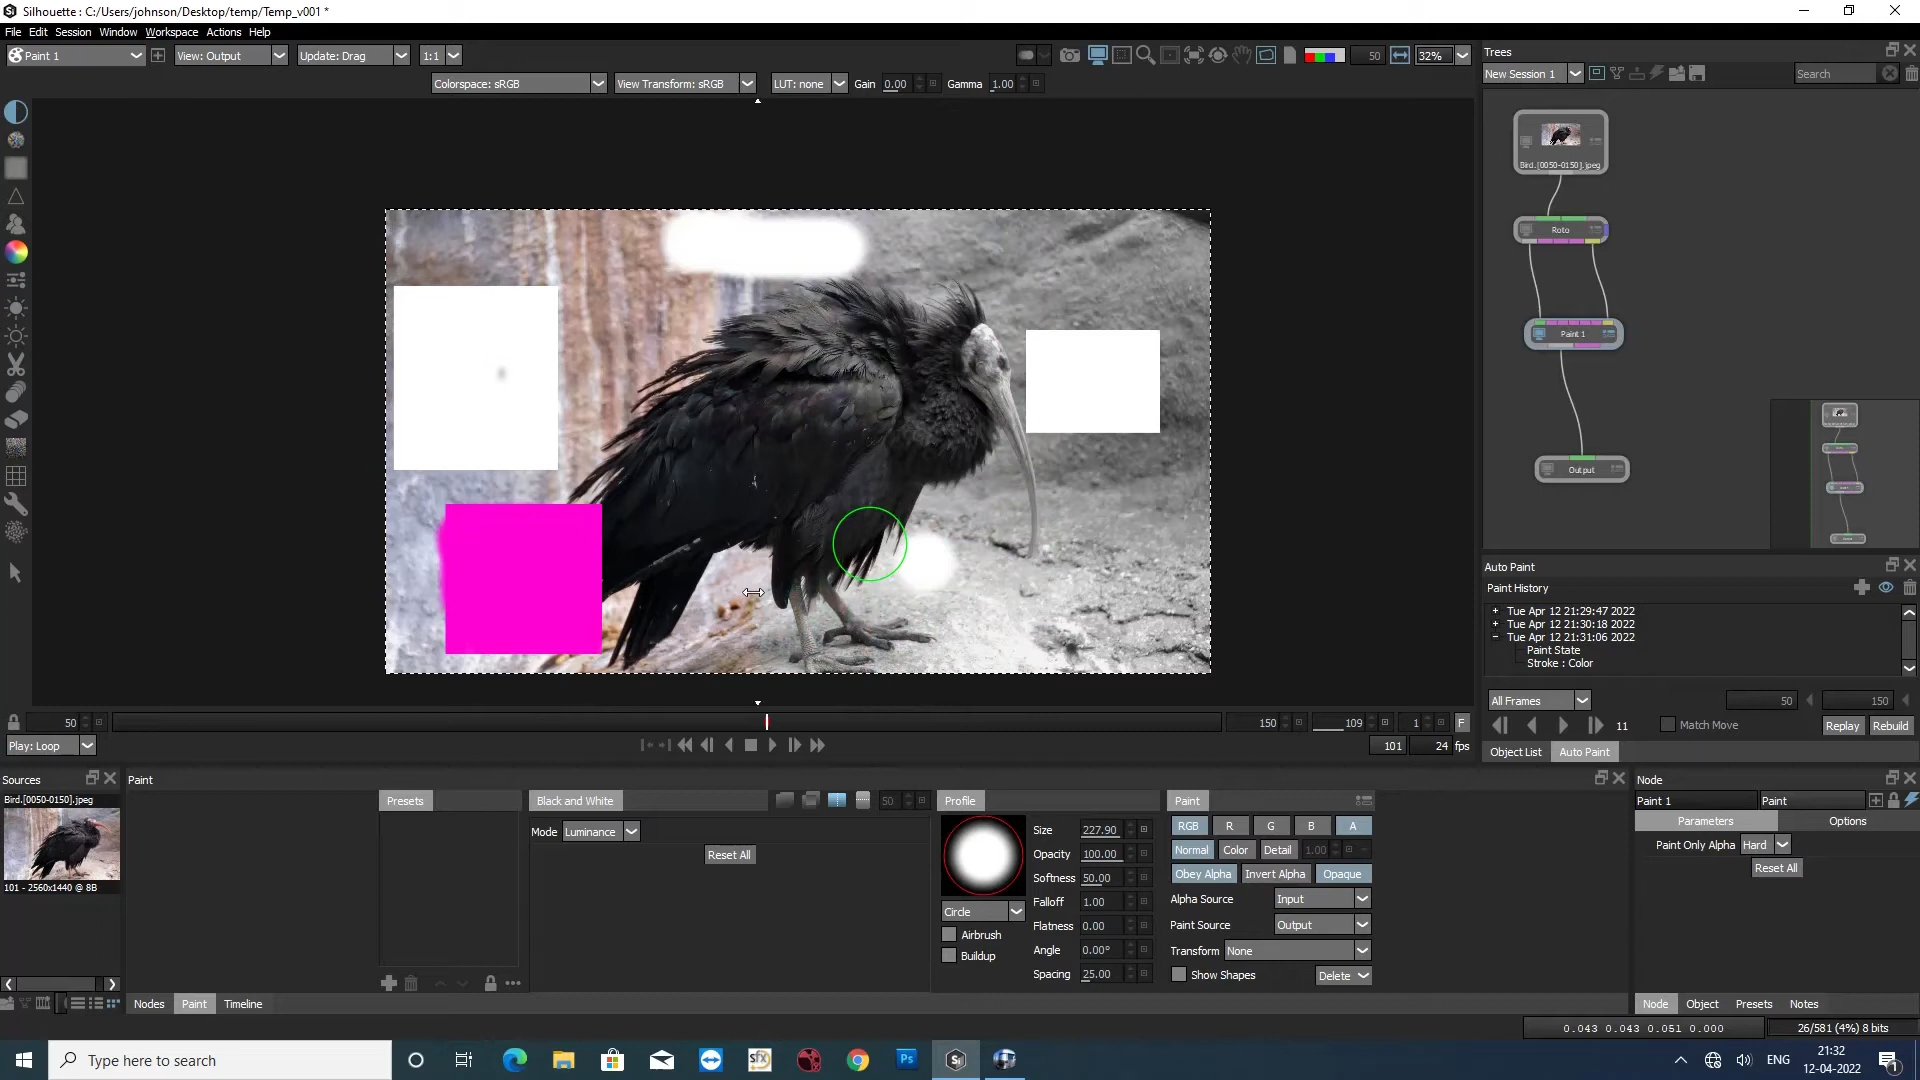 Silhouette : C:/Users/johnson/Desktop/temp/Temp_v001 *
File Edit Session Window Workspace Actions Help
Paint 1 View: Output Update: Drag 1:1 50 32%
Colorspace: sRGB View Transform: sRGB LUT: none Gain 0.00 Gamma 1.00
Trees
New Session 1 Search
Bird.[0050-0150].jpeg
Roto
Paint 1
Output
Auto Paint
Paint History
+ Tue Apr 12 21:29:47 2022
+ Tue Apr 12 21:30:18 2022
- Tue Apr 12 21:31:06 2022
Paint State
Stroke : Color
All Frames 50 150
11 Match Move Replay Rebuild
Object List Auto Paint
50 150 109 1 F
Play: Loop 101 24 fps
Sources
Bird.[0050-0150].jpeg
101 - 2560x1440 @ 8B
Paint
Presets
Black and White 50
Mode Luminance
Reset All
Profile
Size 227.90
Opacity 100.00
Softness 50.00
Falloff 1.00
Flatness 0.00
Angle 0.00°
Spacing 25.00
Circle
Airbrush
Buildup
Paint
RGB R G B A
Normal Color Detail 1.00
Obey Alpha Invert Alpha Opaque
Alpha Source Input
Paint Source Output
Transform None
Show Shapes Delete
Nodes Paint Timeline
Node
Paint 1 Paint
Parameters Options
Paint Only Alpha Hard
Reset All
Node Object Presets Notes
0.043 0.043 0.051 0.000 26/581 (4%) 8 bits
Type here to search
sfx
Ps
Si
ENG
21:32
12-04-2022
1